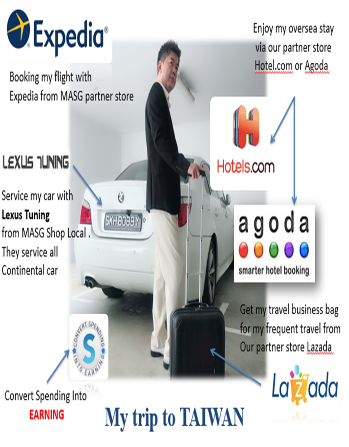 Expedia®
Enjoy my oversea stay
via our partner store
Hotel.com or Agoda
Booking my flight with
Expedia from MASG partner store
H
Hotels.com
LEXUS TUNING
Service my car with
Lexus Tuning
from MASG Shop Local .
They service all
Continental car
agoda
smarter hotel booking
Get my travel business bag
for my frequent travel from
Our partner store Lazada
CONVERT SPENDING
S
INTO EARNING
Lazada
Convert Spending Into
EARNING
My trip to TAIWAN